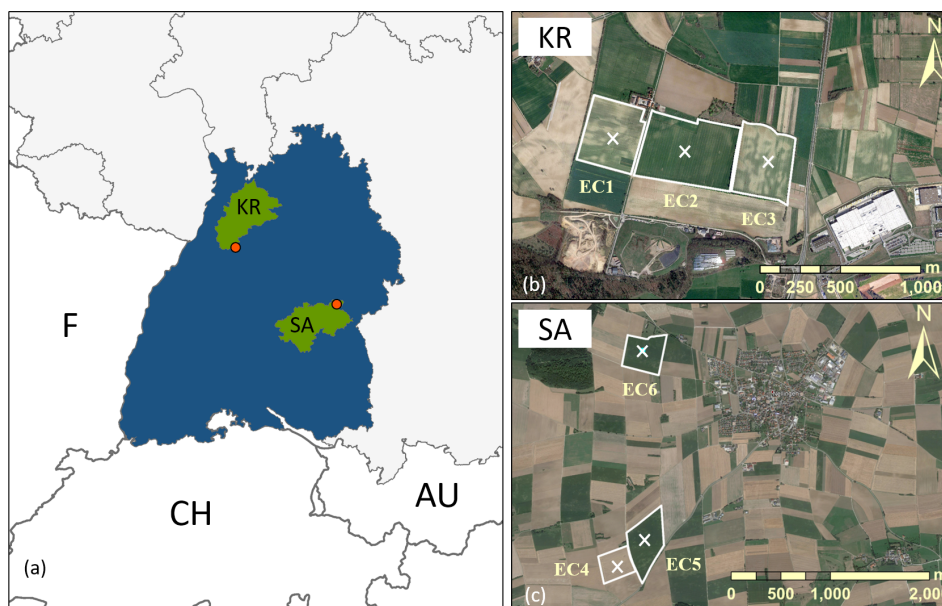 KR
SA
F
CH
AU
(a)
KR
N
EC1
EC2
EC3
m
0 250 500 1,000
(b)
SA
N
EC6
EC4
EC5
m
0 500 1,000 2,000
(c)